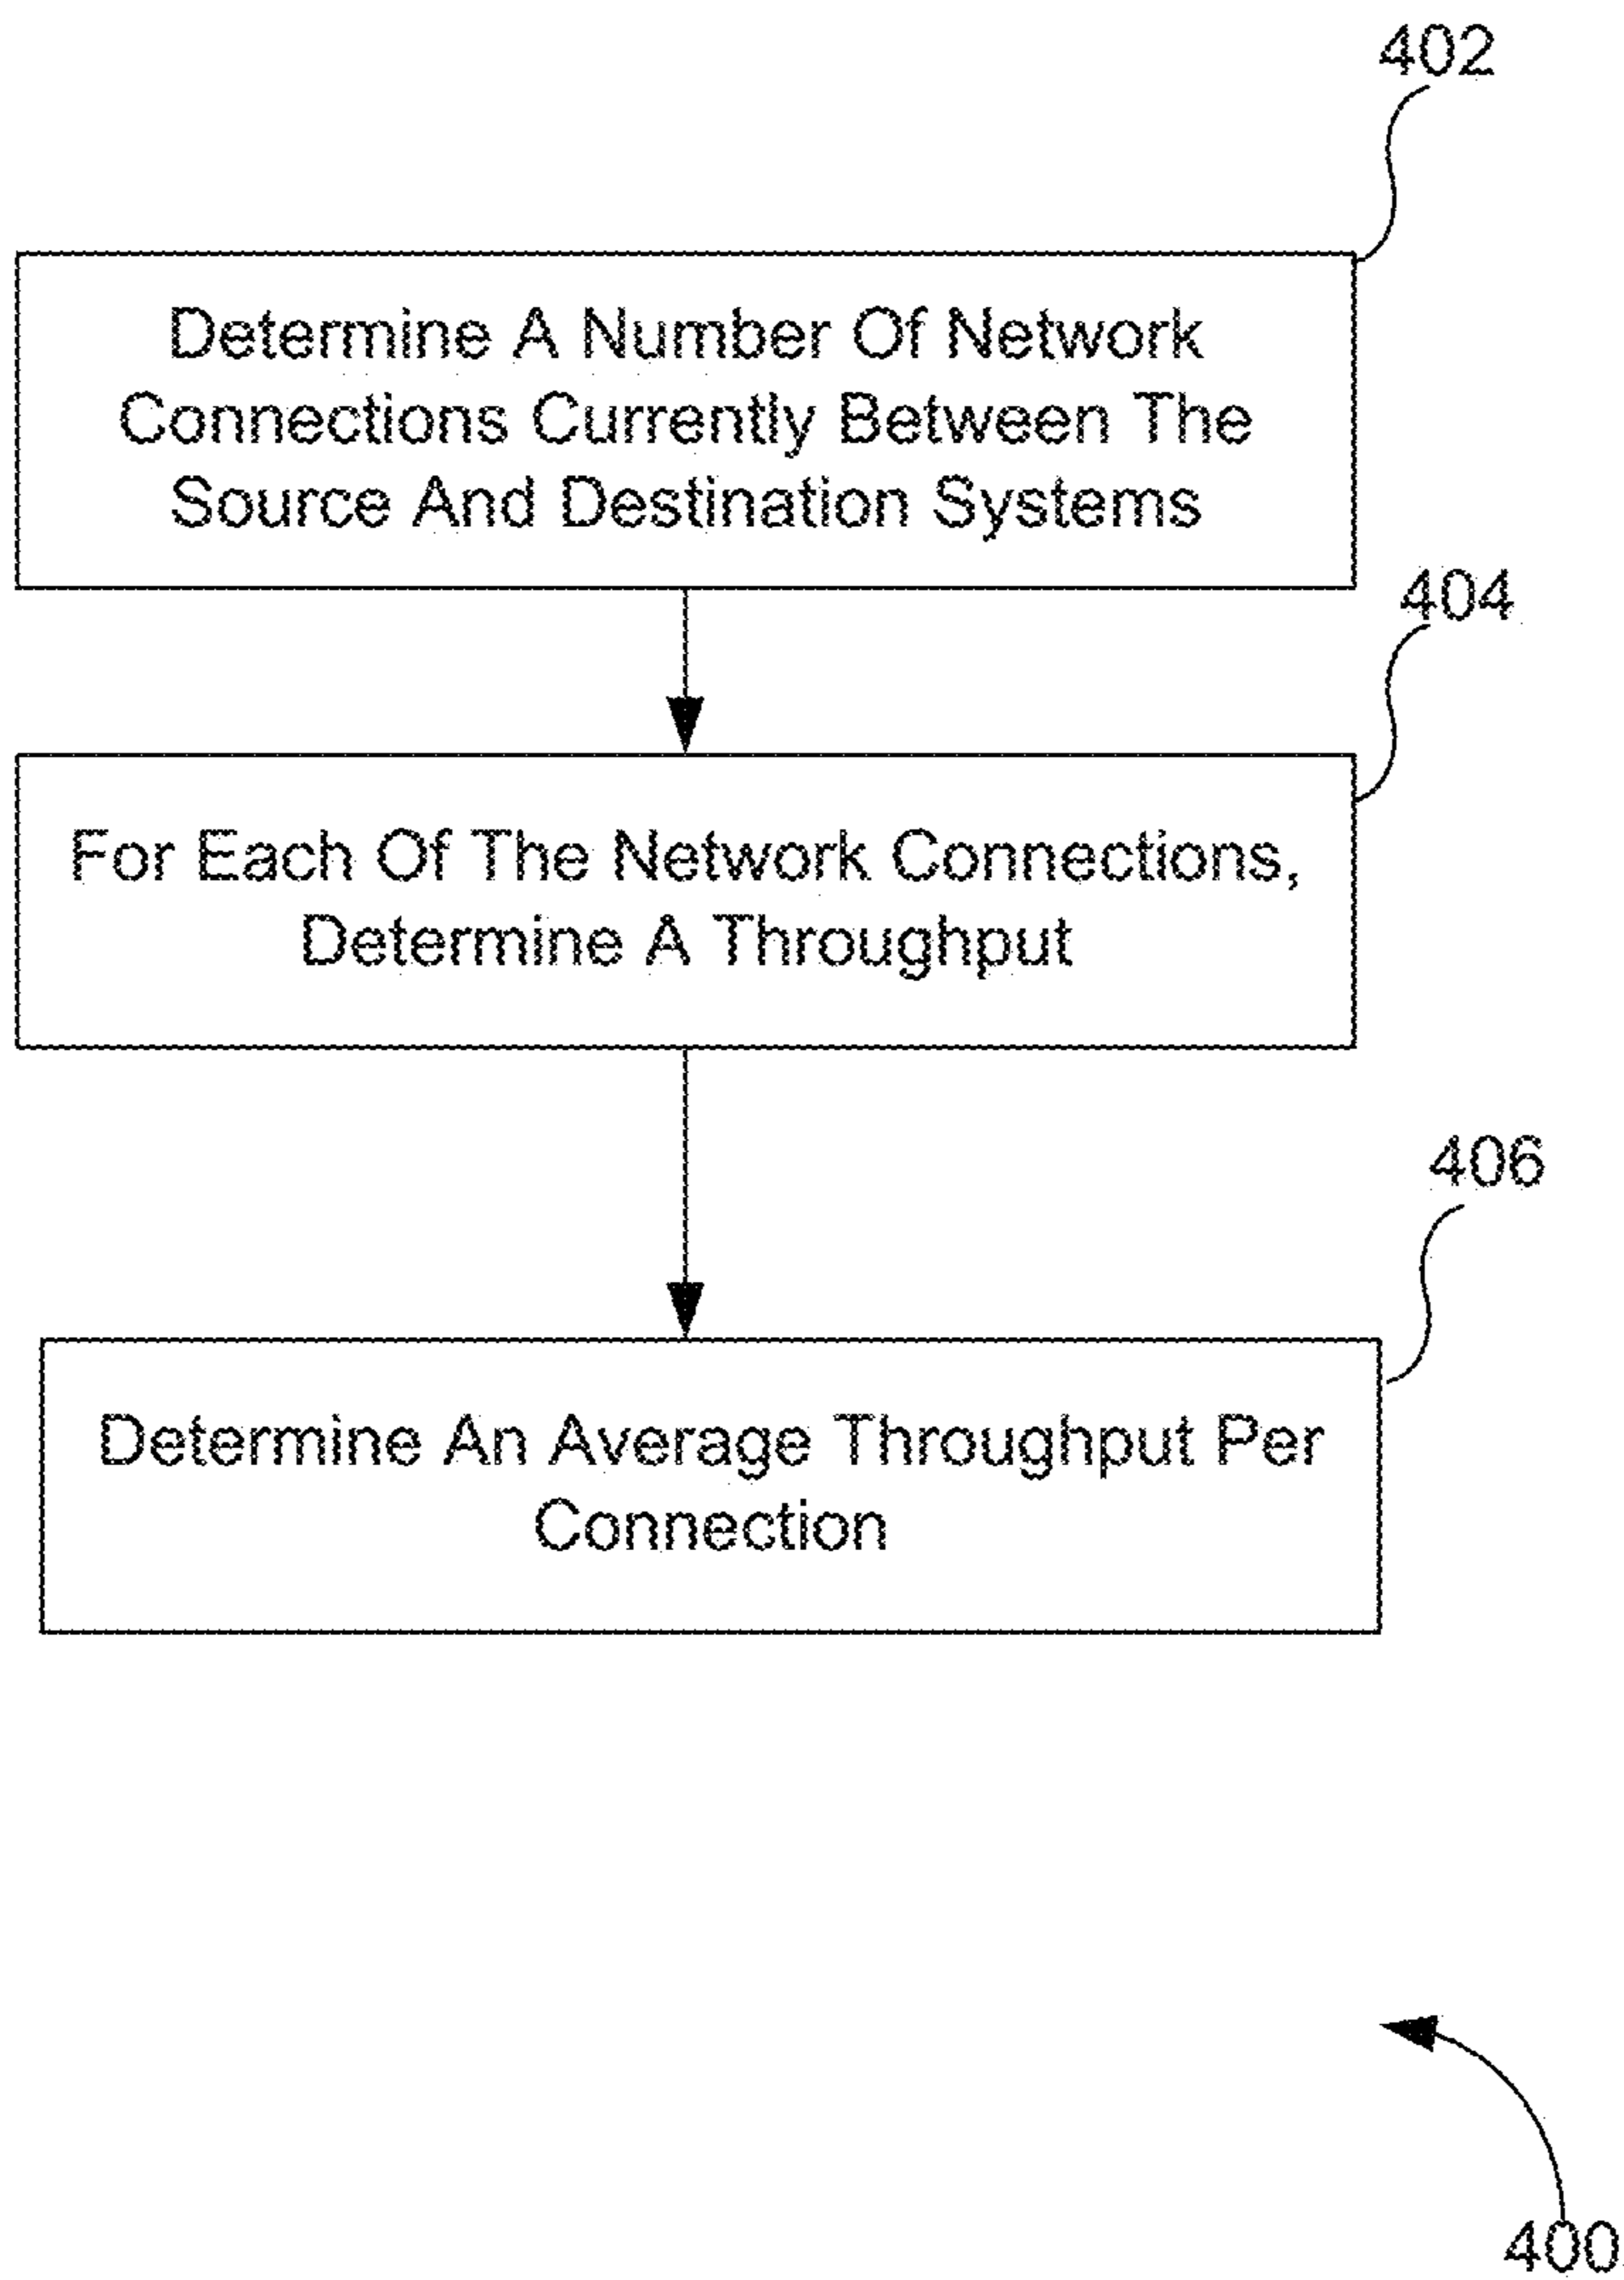 402
Determine A Number Of Network
Connections Currently Between The
Source And Destination Systems
404
For Each Of The Network Connections,
Determine A Throughput
406
Determine An Average Throughput Per
Connection
400